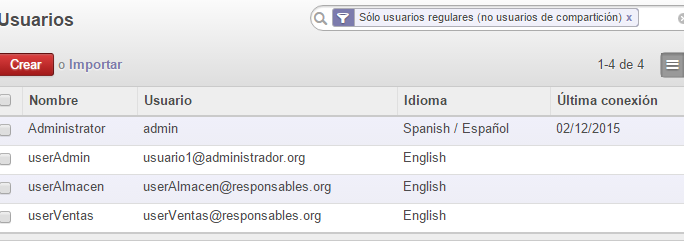 Usuarios
Sólo usuarios regulares (no usuarios de compartición) x
Crear o Importar
1-4 de 4
Nombre Usuario Idioma Última conexión
Administrator admin Spanish / Español 02/12/2015
userAdmin usuario1@administrador.org English
userAlmacen userAlmacen@responsables.org English
userVentas userVentas@responsables.org English